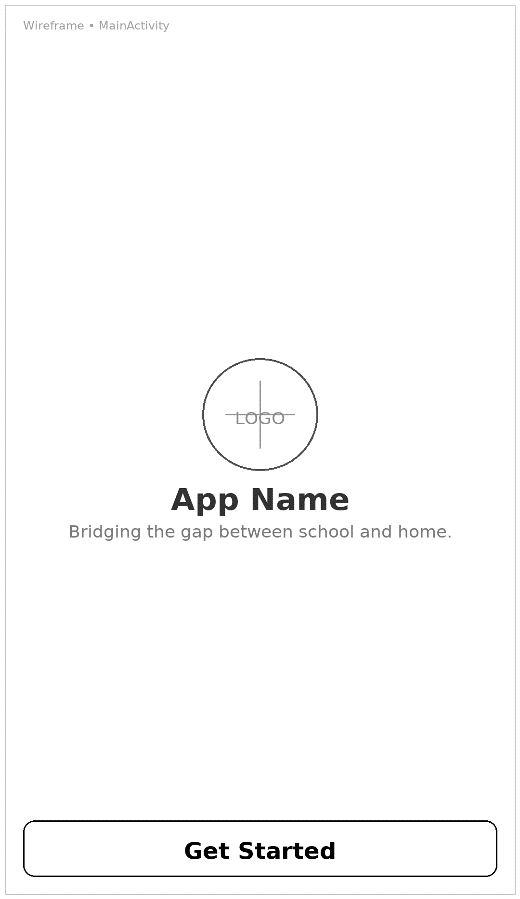 Wireframe • MainActivity
LOGO
App Name
Bridging the gap between school and home.
Get Started